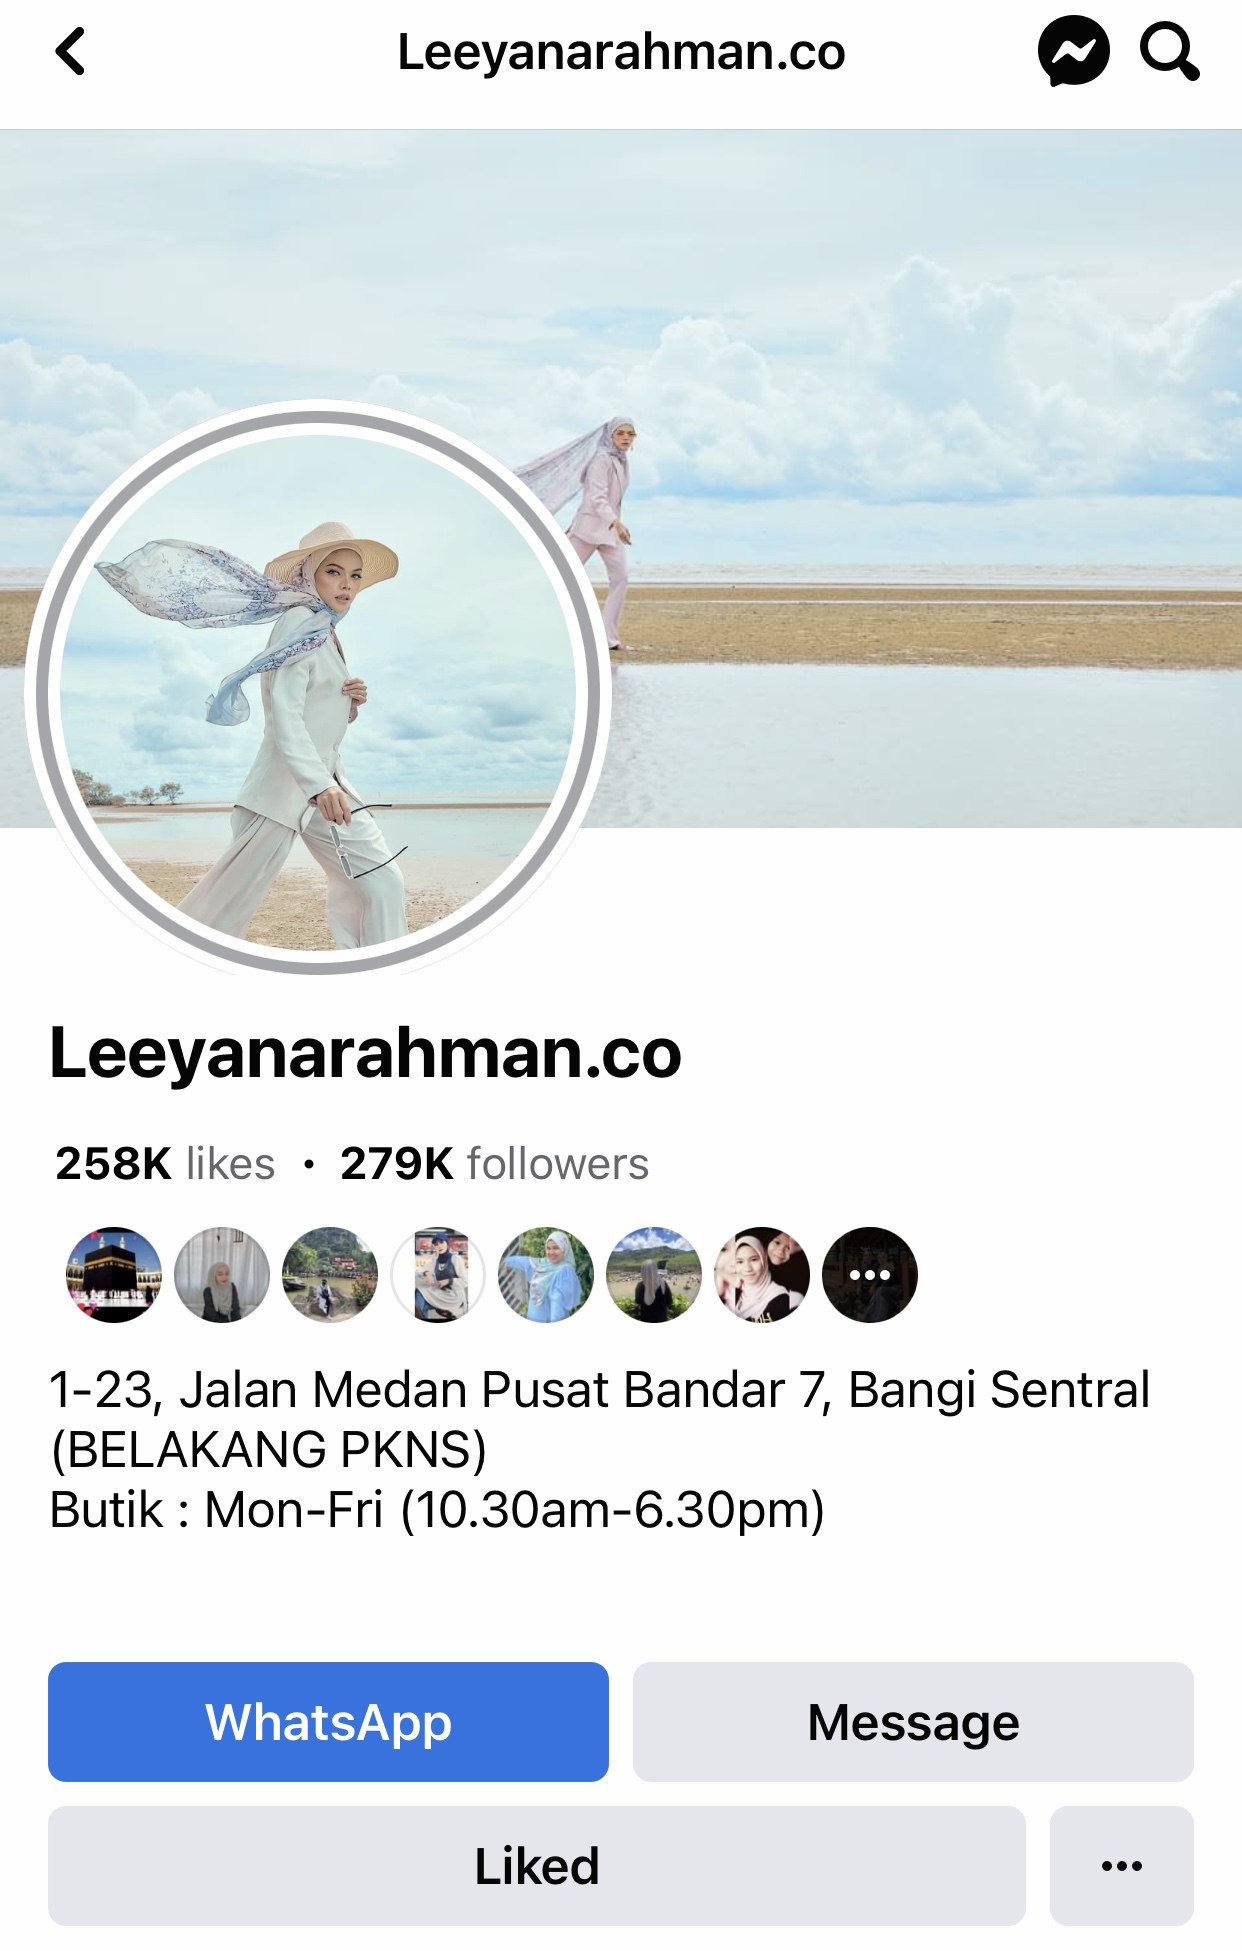 Leeyanarahman.co
Leeyanarahman.co
258K likes • 279K followers
1-23, Jalan Medan Pusat Bandar 7, Bangi Sentral
(BELAKANG PKNS)
Butik : Mon-Fri (10.30am-6.30pm)
WhatsApp
Message
Liked